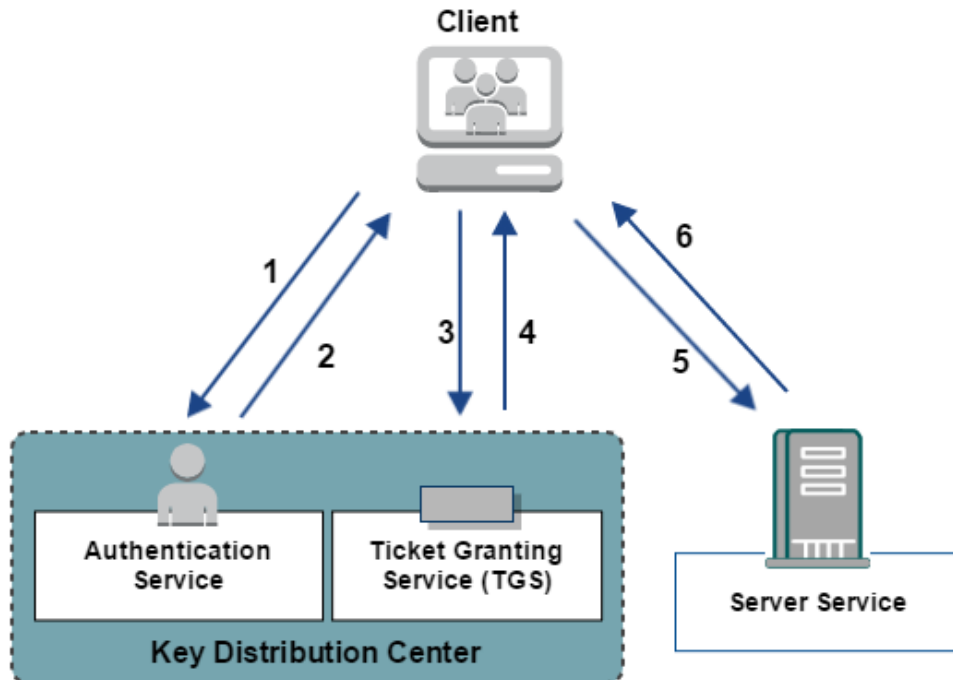 Client
1
2
3
4
5
6
Authentication
Service
Ticket Granting
Service (TGS)
Key Distribution Center
Server Service